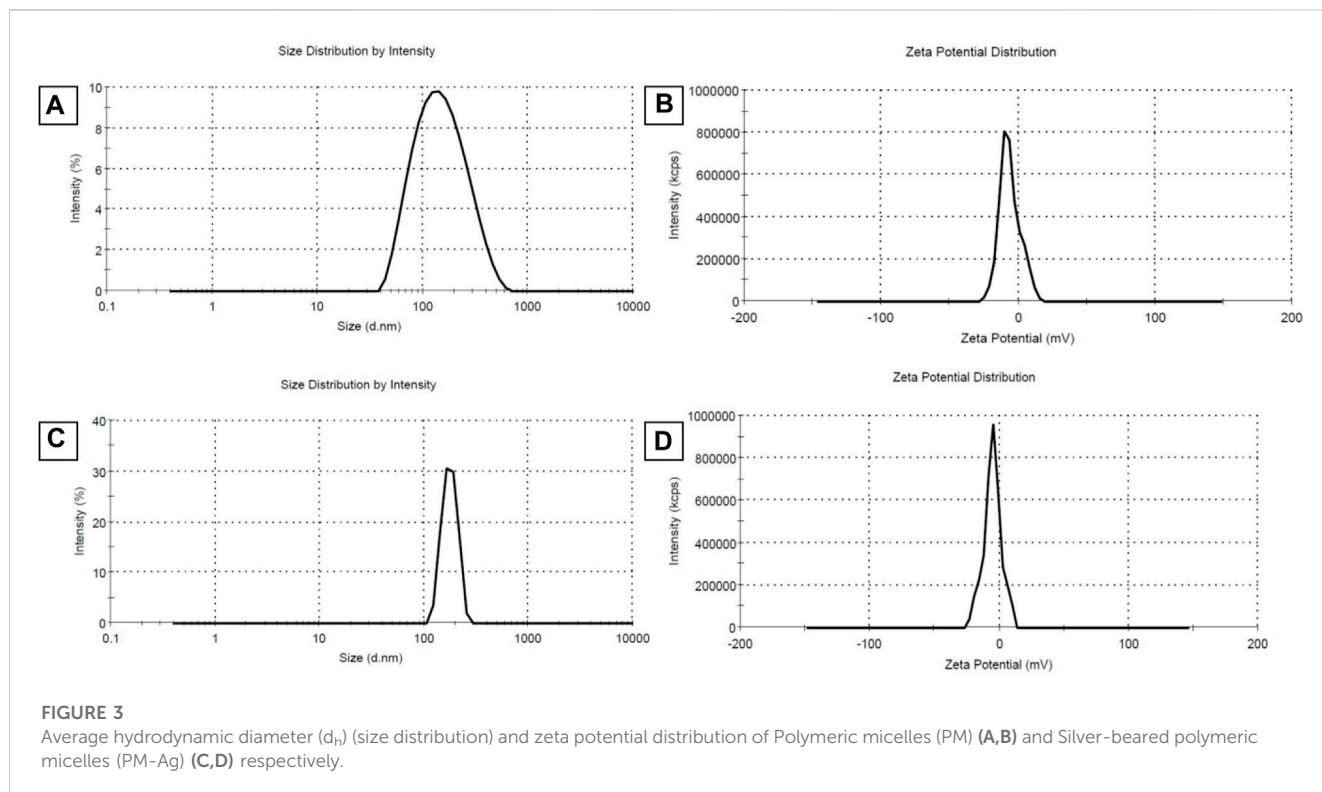 Size Distribution by Intensity
A
10
8
6
4
2
0
Intensity (%)
0.1 1 10 100 1000 10000
Size (d.nm)
Zeta Potential Distribution
B
1000000
800000
600000
400000
200000
0
Intensity (kcps)
-200 -100 0 100 200
Zeta Potential (mV)
Size Distribution by Intensity
C
40
30
20
10
0
Intensity (%)
0.1 1 10 100 1000 10000
Size (d.nm)
Zeta Potential Distribution
D
1000000
800000
600000
400000
200000
0
Intensity (kcps)
-200 -100 0 100 200
Zeta Potential (mV)
FIGURE 3
Average hydrodynamic diameter (dₕ) (size distribution) and zeta potential distribution of Polymeric micelles (PM) (A,B) and Silver-beared polymeric
micelles (PM-Ag) (C,D) respectively.